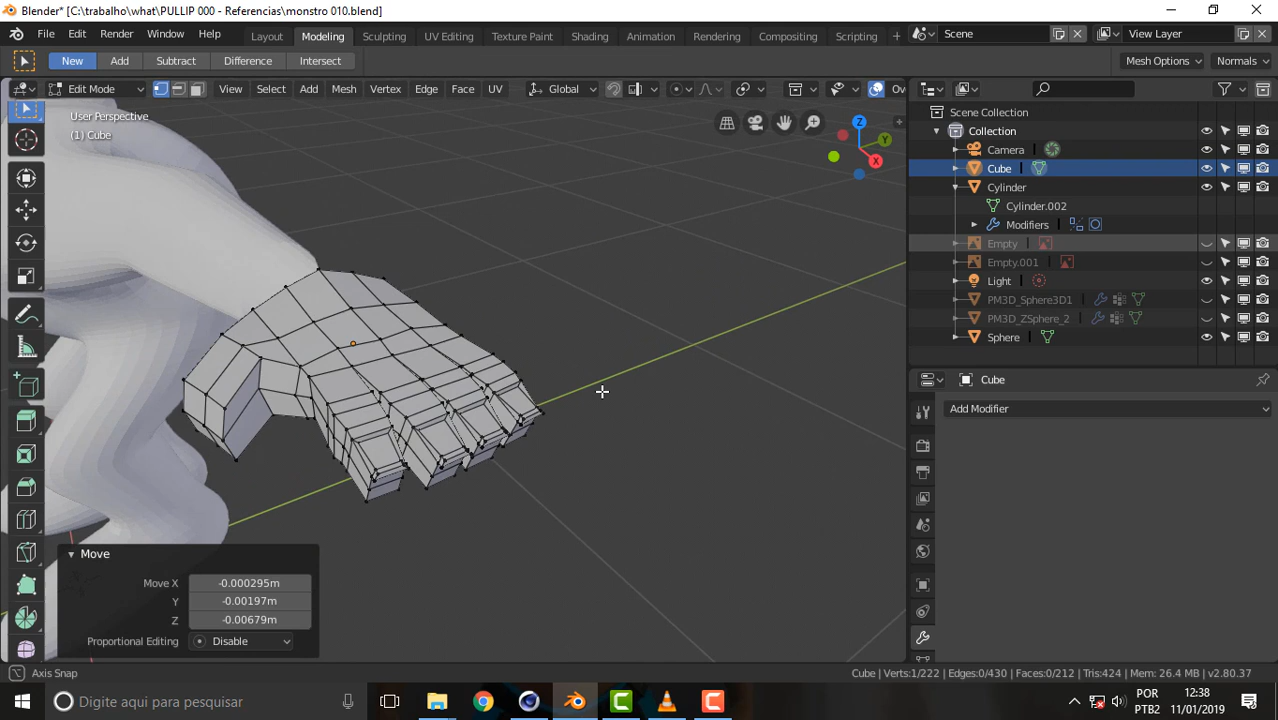 Blender* [C:\trabalho\what\PULLIP 000 - Referencias\monstro 010.blend]
File Edit Render Window Help Layout Modeling Sculpting UV Editing Texture Paint Shading Animation Rendering Compositing Scripting + Scene View Layer
New Add Subtract Difference Intersect Mesh Options Normals
Edit Mode View Select Add Mesh Vertex Edge Face UV Global Ov
User Perspective
(1) Cube
Z
Y
X
Scene Collection
Collection
Camera
Cube
Cylinder
Cylinder.002
Modifiers
Empty
Empty.001
Light
PM3D_Sphere3D1
PM3D_ZSphere_2
Sphere
Cube
Add Modifier
Move
Move X -0.000295m
Y -0.00197m
Z -0.00679m
Proportional Editing Disable
Axis Snap
Cube | Verts:1/222 | Edges:0/430 | Faces:0/212 | Tris:424 | Mem: 26.4 MB | v2.80.37
Digite aqui para pesquisar
POR
PTB2
12:38
11/01/2019